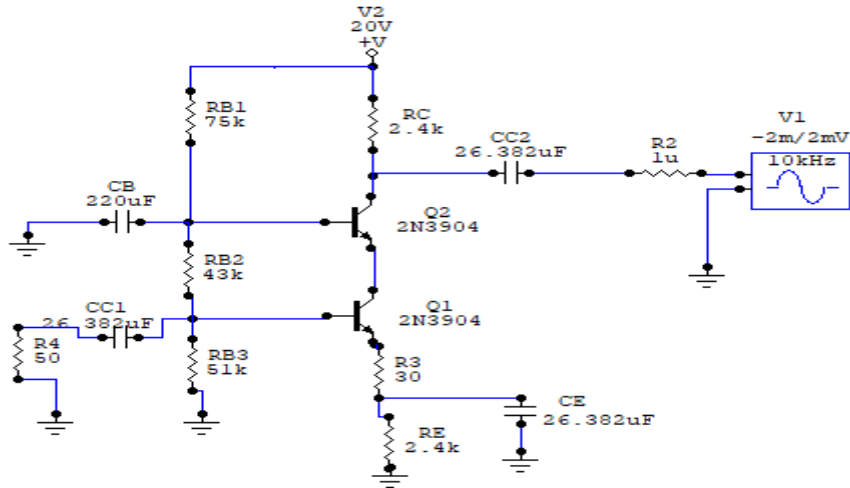 V2
20V
+V
RB1
75k
RC
2.4k
CC2
26.382uF
R2
1u
V1
-2m/2mV
10kHz
CB
220uF
Q2
2N3904
RB2
43k
CC1
26.382uF
Q1
2N3904
R4
50
RB3
51k
R3
30
CE
26.382uF
RE
2.4k